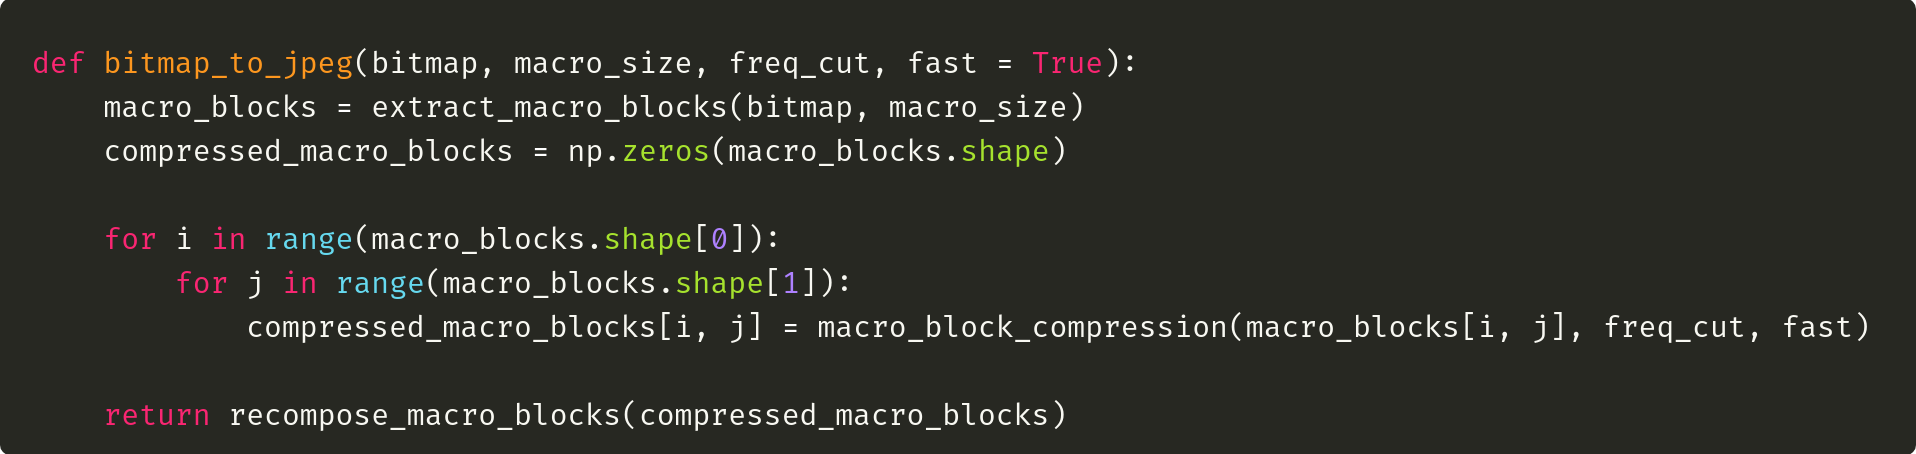 def bitmap_to_jpeg(bitmap, macro_size, freq_cut, fast = True):
    macro_blocks = extract_macro_blocks(bitmap, macro_size)
    compressed_macro_blocks = np.zeros(macro_blocks.shape)

    for i in range(macro_blocks.shape[0]):
        for j in range(macro_blocks.shape[1]):
            compressed_macro_blocks[i, j] = macro_block_compression(macro_blocks[i, j], freq_cut, fast)

    return recompose_macro_blocks(compressed_macro_blocks)